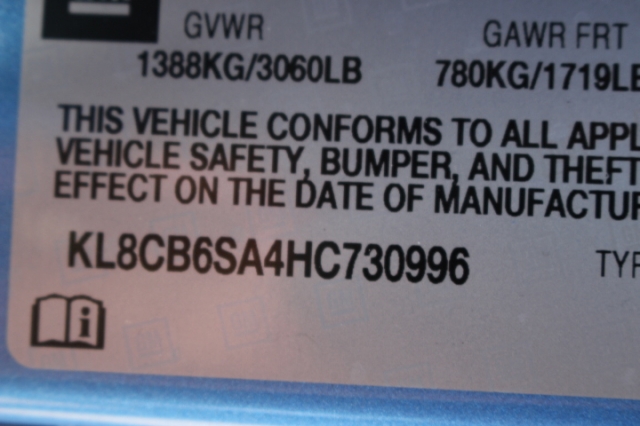 GVWR GAWR FRT
1388KG/3060LB 780KG/1719LB
THIS VEHICLE CONFORMS TO ALL APPL
VEHICLE SAFETY, BUMPER, AND THEFT
EFFECT ON THE DATE OF MANUFACTUR
KL8CB6SA4HC730996 TYP
i